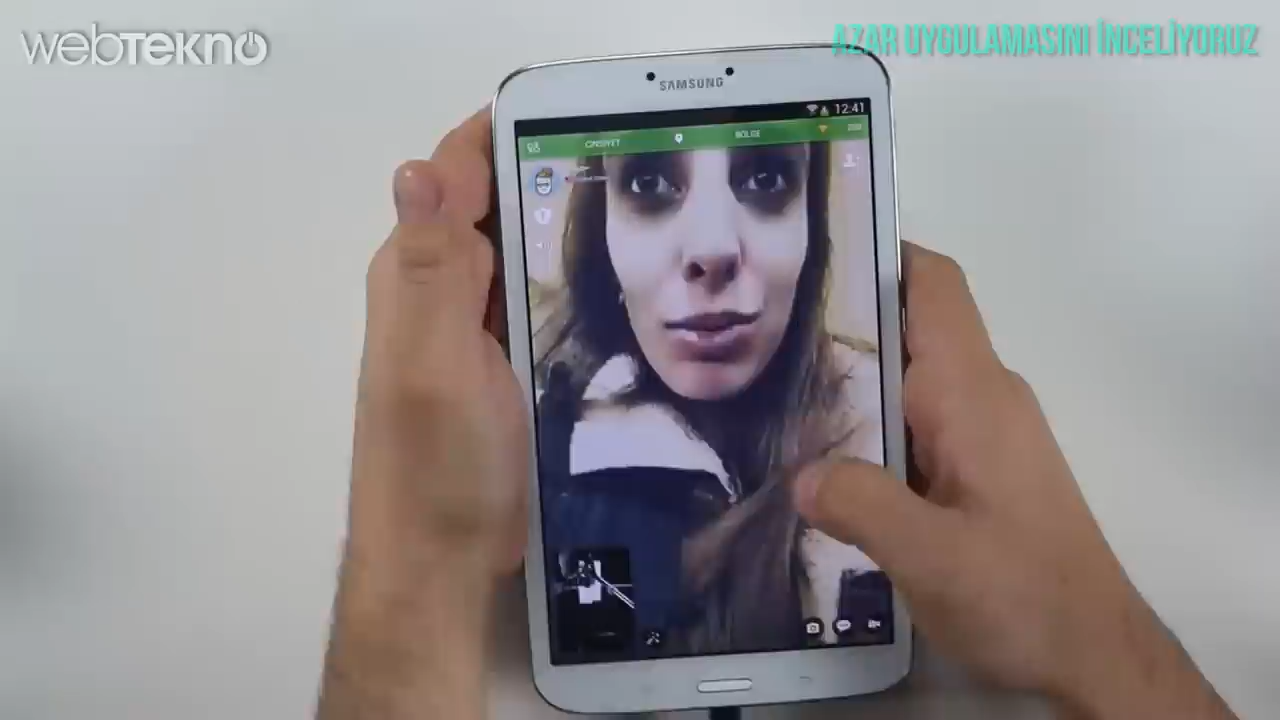 webTEKNO
AZAR UYGULAMASINI İNCELİYORUZ
SAMSUNG
12:41
CİNSİYET
BÖLGE